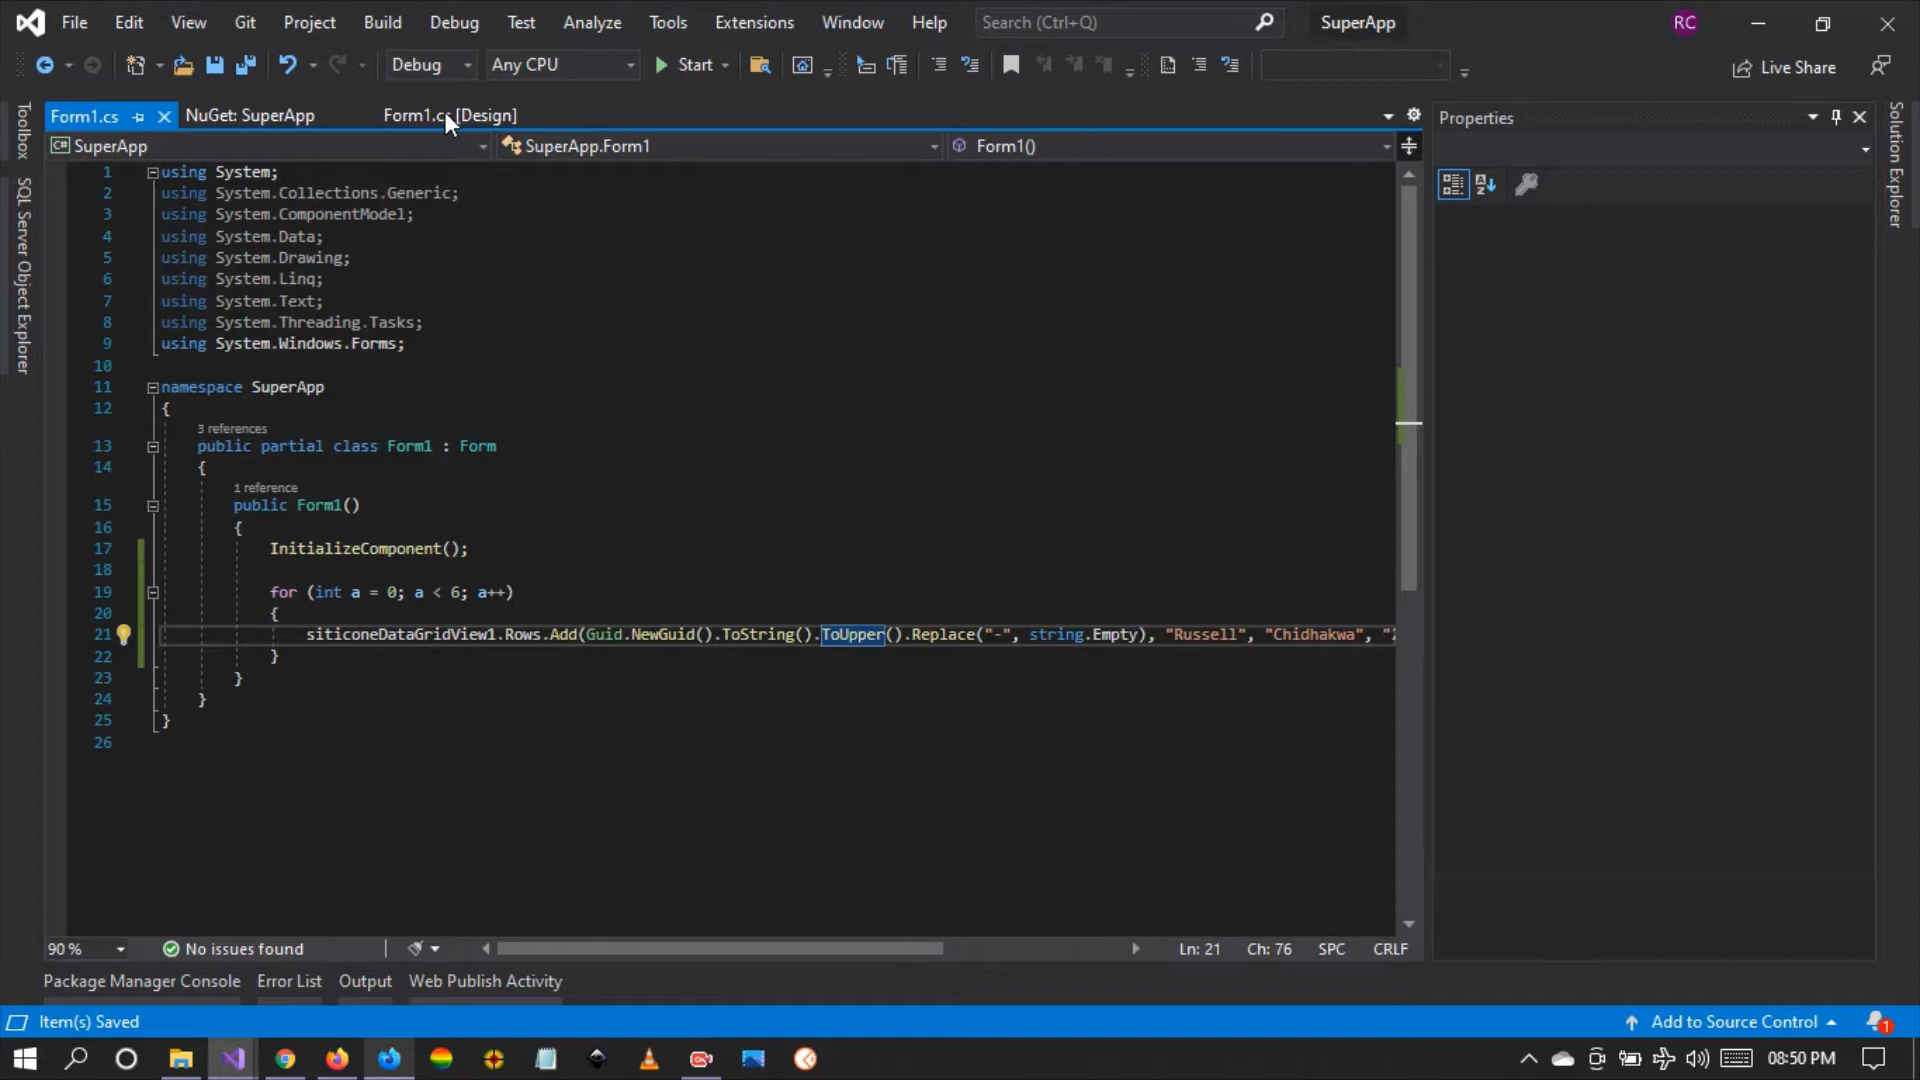 File Edit View Git Project Build Debug Test Analyze Tools Extensions Window Help Search (Ctrl+Q) SuperApp RC
Debug Any CPU Start Live Share
Form1.cs NuGet: SuperApp Form1.cs [Design] Properties
SuperApp SuperApp.Form1 Form1()
Toolbox
SQL Server Object Explorer
Solution Explorer
1 using System;
2 using System.Collections.Generic;
3 using System.ComponentModel;
4 using System.Data;
5 using System.Drawing;
6 using System.Linq;
7 using System.Text;
8 using System.Threading.Tasks;
9 using System.Windows.Forms;
10
11 namespace SuperApp
12 {
3 references
13 public partial class Form1 : Form
14 {
1 reference
15 public Form1()
16 {
17 InitializeComponent();
18
19 for (int a = 0; a < 6; a++)
20 {
21 siticoneDataGridView1.Rows.Add(Guid.NewGuid().ToString().ToUpper().Replace("-", string.Empty), "Russell", "Chidhakwa", "
22 }
23 }
24 }
25 }
26
90 % No issues found Ln: 21 Ch: 76 SPC CRLF
Package Manager Console Error List Output Web Publish Activity
Item(s) Saved Add to Source Control 1
08:50 PM